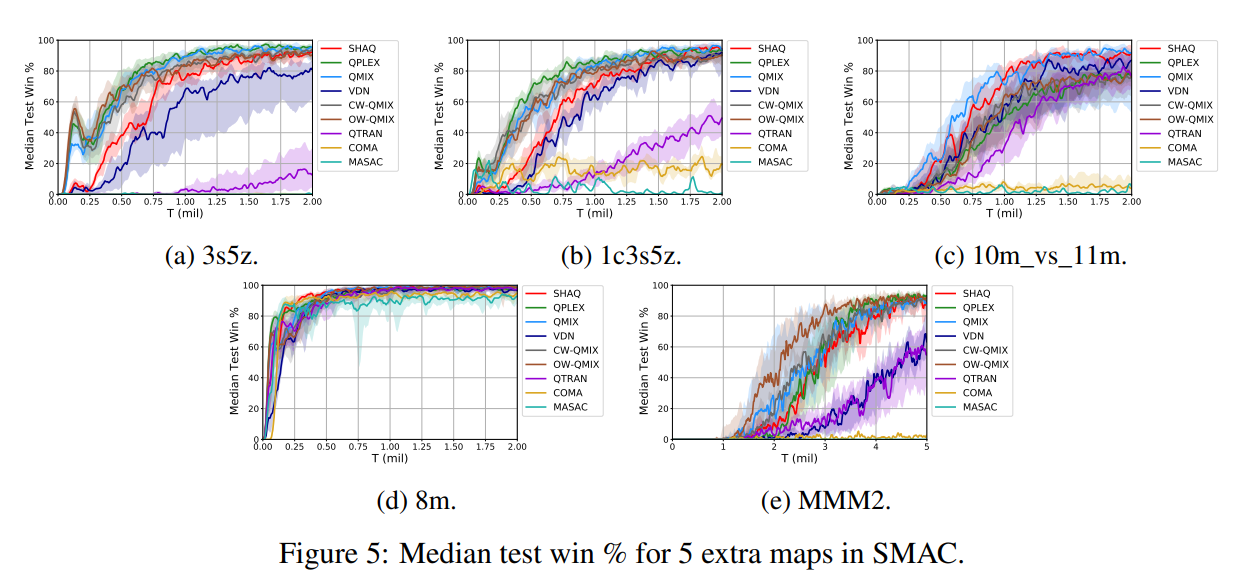 100
80
60
40
20
0
Median Test Win %
0.00 0.25 0.50 0.75 1.00 1.25 1.50 1.75 2.00
T (mil)
SHAQ
QPLEX
QMIX
VDN
CW-QMIX
OW-QMIX
QTRAN
COMA
MASAC
(a) 3s5z.
100
80
60
40
20
0
Median Test Win %
0.00 0.25 0.50 0.75 1.00 1.25 1.50 1.75 2.00
T (mil)
SHAQ
QPLEX
QMIX
VDN
CW-QMIX
OW-QMIX
QTRAN
COMA
MASAC
(b) 1c3s5z.
100
80
60
40
20
0
Median Test Win %
0.00 0.25 0.50 0.75 1.00 1.25 1.50 1.75 2.00
T (mil)
SHAQ
QPLEX
QMIX
VDN
CW-QMIX
OW-QMIX
QTRAN
COMA
MASAC
(c) 10m_vs_11m.
100
80
60
40
20
0
Median Test Win %
0.00 0.25 0.50 0.75 1.00 1.25 1.50 1.75 2.00
T (mil)
SHAQ
QPLEX
QMIX
VDN
CW-QMIX
OW-QMIX
QTRAN
COMA
MASAC
(d) 8m.
100
80
60
40
20
0
Median Test Win %
0 1 2 3 4 5
T (mil)
SHAQ
QPLEX
QMIX
VDN
CW-QMIX
OW-QMIX
QTRAN
COMA
MASAC
(e) MMM2.
Figure 5: Median test win % for 5 extra maps in SMAC.